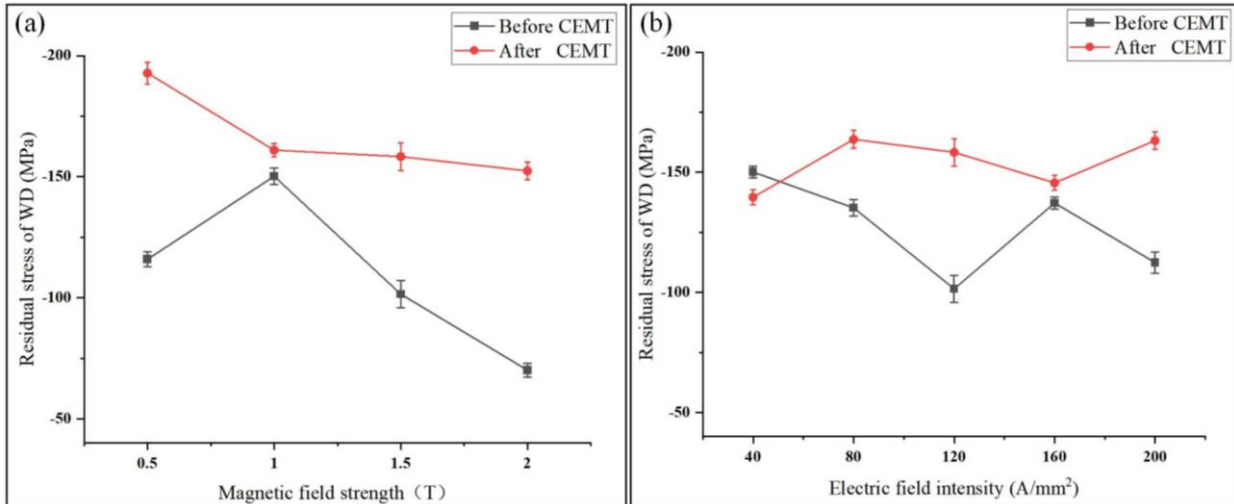 (a)
Before CEMT
After CEMT
-200
-150
-100
-50
Residual stress of WD (MPa)
0.5 1 1.5 2
Magnetic field strength（T）
(b)
Before CEMT
After CEMT
-200
-150
-100
-50
Residual stress of WD (MPa)
40 80 120 160 200
Electric field intensity (A/mm²)